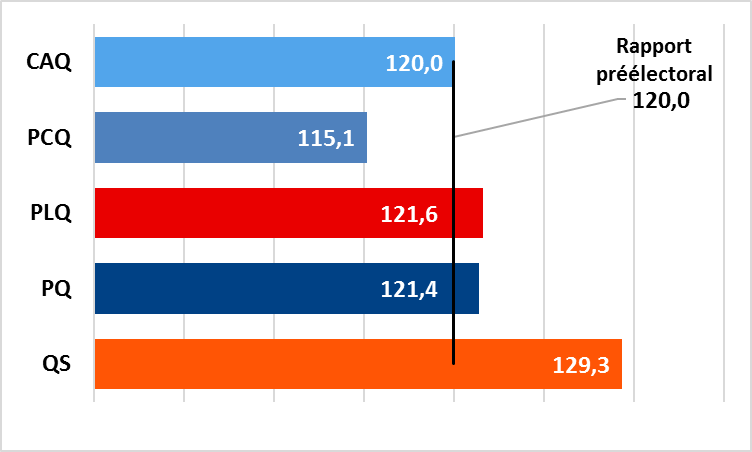 CAQ 120,0
PCQ 115,1
PLQ 121,6
PQ 121,4
QS 129,3
Rapport
préélectoral
120,0